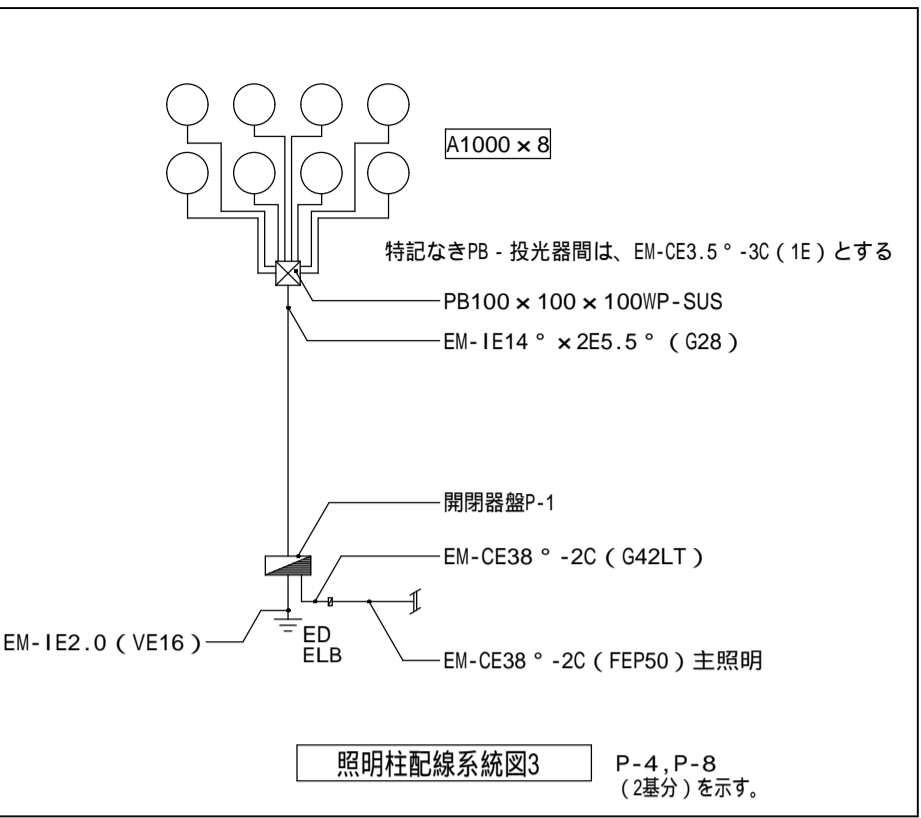 A1000×8
特記なきPB-投光器間は、EM-CE3.5°-3C(1E)とする
PB100×100×100WP-SUS
EM-IE14°×2E5.5°(G28)
開閉器盤P-1
EM-CE38°-2C(G42LT)
EM-IE2.0(VE16)
ED
ELB
EM-CE38°-2C(FEP50)主照明
照明柱配線系統図3
P-4,P-8
(2基分)を示す。